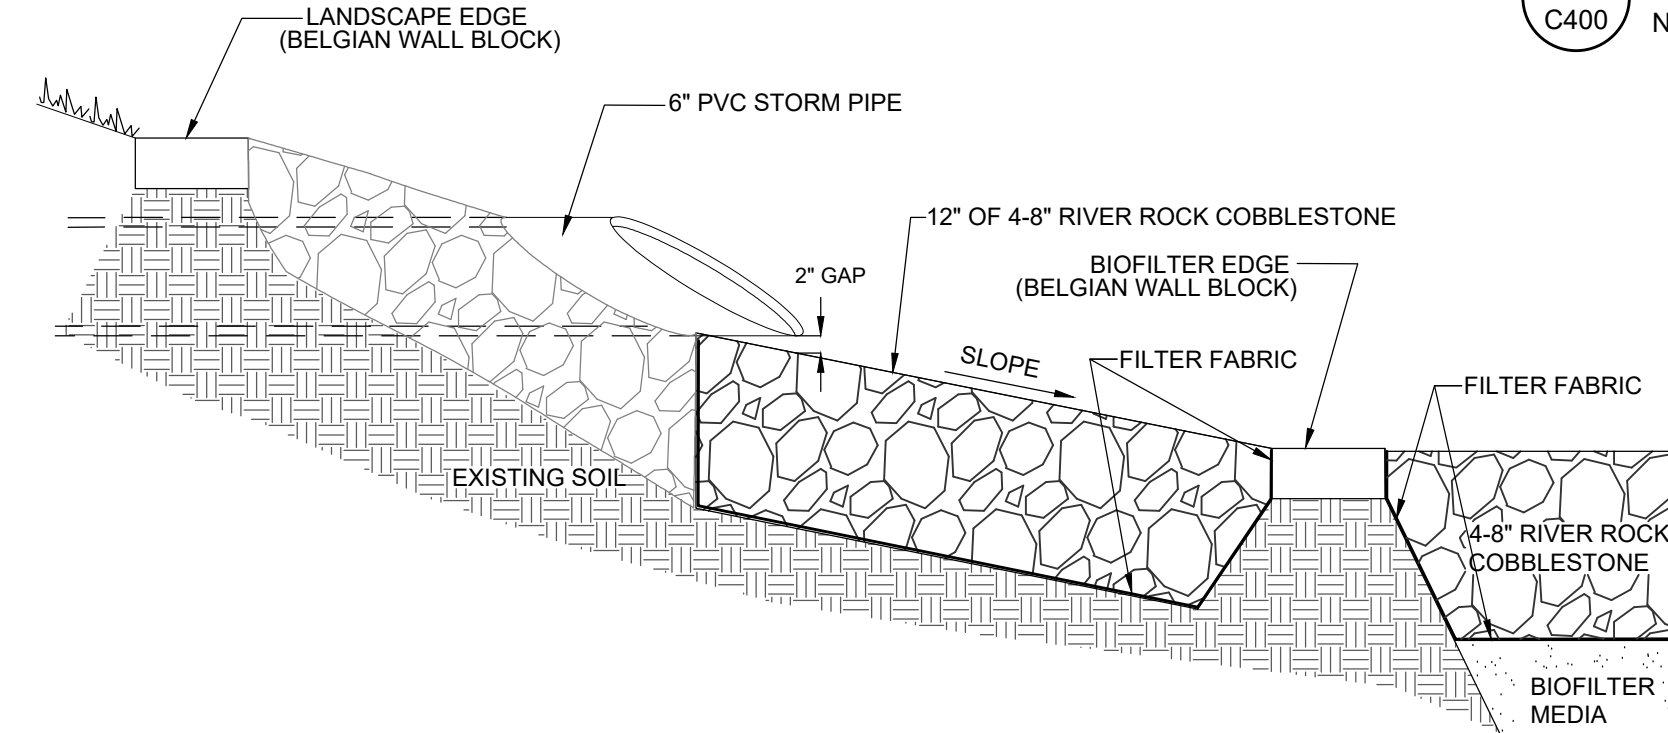 LANDSCAPE EDGE
(BELGIAN WALL BLOCK)
C400
N
6" PVC STORM PIPE
12" OF 4-8" RIVER ROCK COBBLESTONE
2" GAP
BIOFILTER EDGE
(BELGIAN WALL BLOCK)
SLOPE
FILTER FABRIC
FILTER FABRIC
EXISTING SOIL
4-8" RIVER ROCK
COBBLESTONE
BIOFILTER
MEDIA